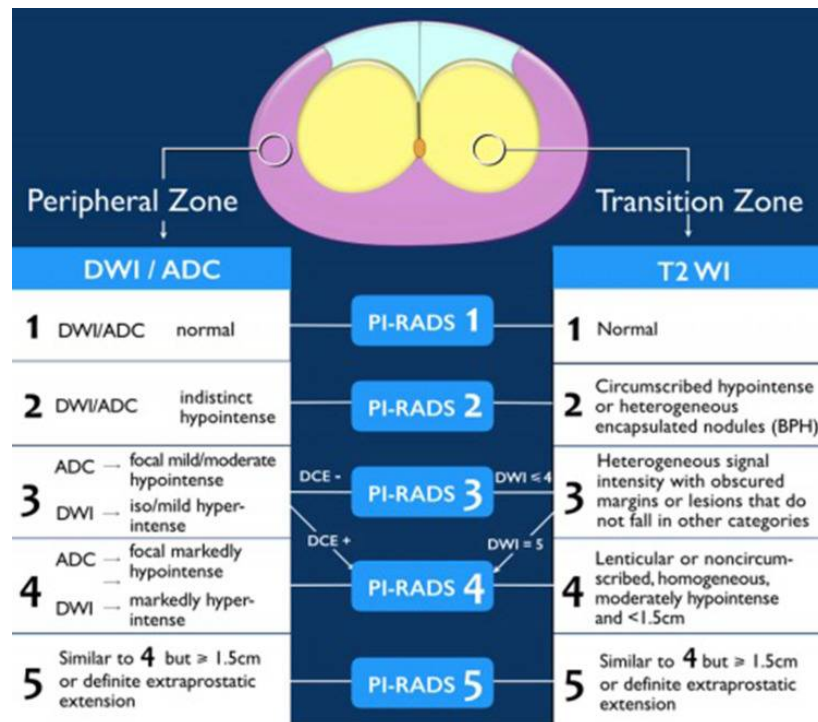 Peripheral Zone
Transition Zone
DWI / ADC
T2 WI
1 DWI/ADC normal
PI-RADS 1
1 Normal
2 DWI/ADC indistinct
hypointense
PI-RADS 2
2 Circumscribed hypointense
or heterogeneous
encapsulated nodules (BPH)
3 ADC → focal mild/moderate
hypointense
DWI → iso/mild hyper-
intense
DCE -
PI-RADS 3
DWI ≤4
3 Heterogeneous signal
intensity with obscured
margins or lesions that do
not fall in other categories
DCE +
DWI = 5
4 ADC → focal markedly
→ hypointense
DWI → markedly hyper-
intense
PI-RADS 4
4 Lenticular or noncircum-
scribed, homogeneous,
moderately hypointense
and <1.5cm
5 Similar to 4 but ≥ 1.5cm
or definite extraprostatic
extension
PI-RADS 5
5 Similar to 4 but ≥ 1.5cm
or definite extraprostatic
extension